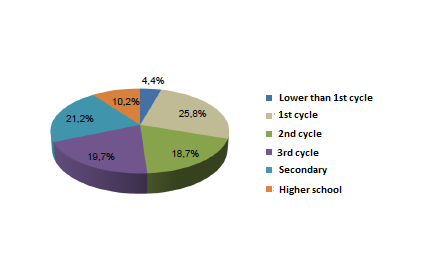 4,4%
25,8%
18,7%
19,7%
21,2%
10,2%
Lower than 1st cycle
1st cycle
2nd cycle
3rd cycle
Secondary
Higher school